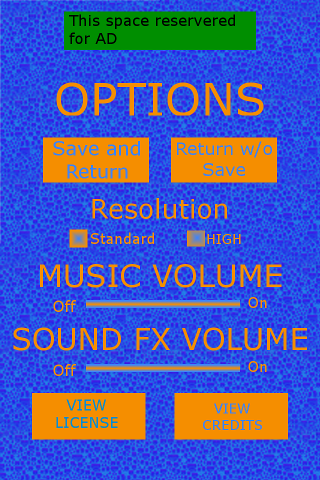 This space reservered
for AD
OPTIONS
Save and
Return
Return w/o
Save
Resolution
Standard
HIGH
MUSIC VOLUME
Off
On
SOUND FX VOLUME
Off
On
VIEW
LICENSE
VIEW
CREDITS